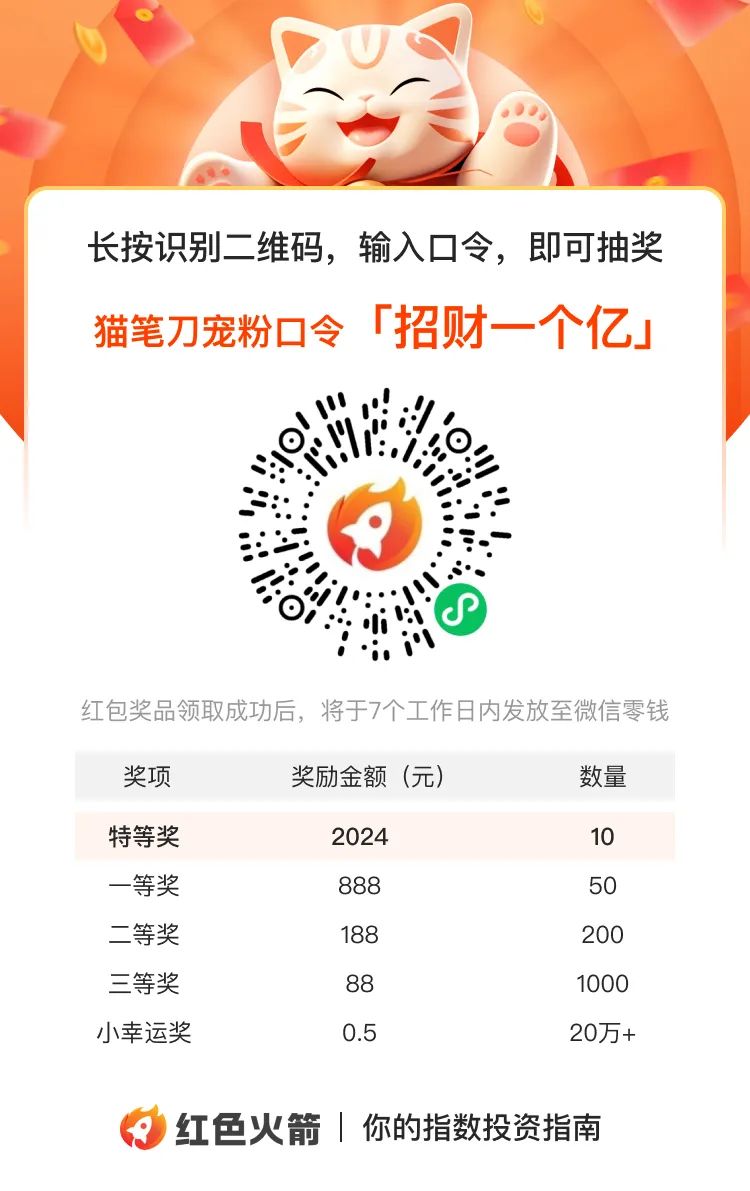 长按识别二维码，输入口令，即可抽奖
猫笔刀宠粉口令「招财一个亿」
红包奖品领取成功后，将于7个工作日内发放至微信零钱
奖项 奖励金额（元） 数量
特等奖 2024 10
一等奖 888 50
二等奖 188 200
三等奖 88 1000
小幸运奖 0.5 20万+
红色火箭｜你的指数投资指南